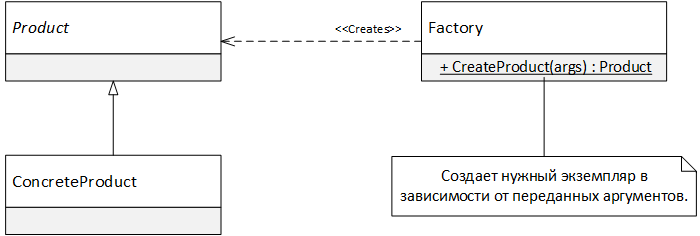 Product
<<Creates>>
Factory
+ CreateProduct(args) : Product
ConcreteProduct
Создает нужный экземпляр в
зависимости от переданных аргументов.